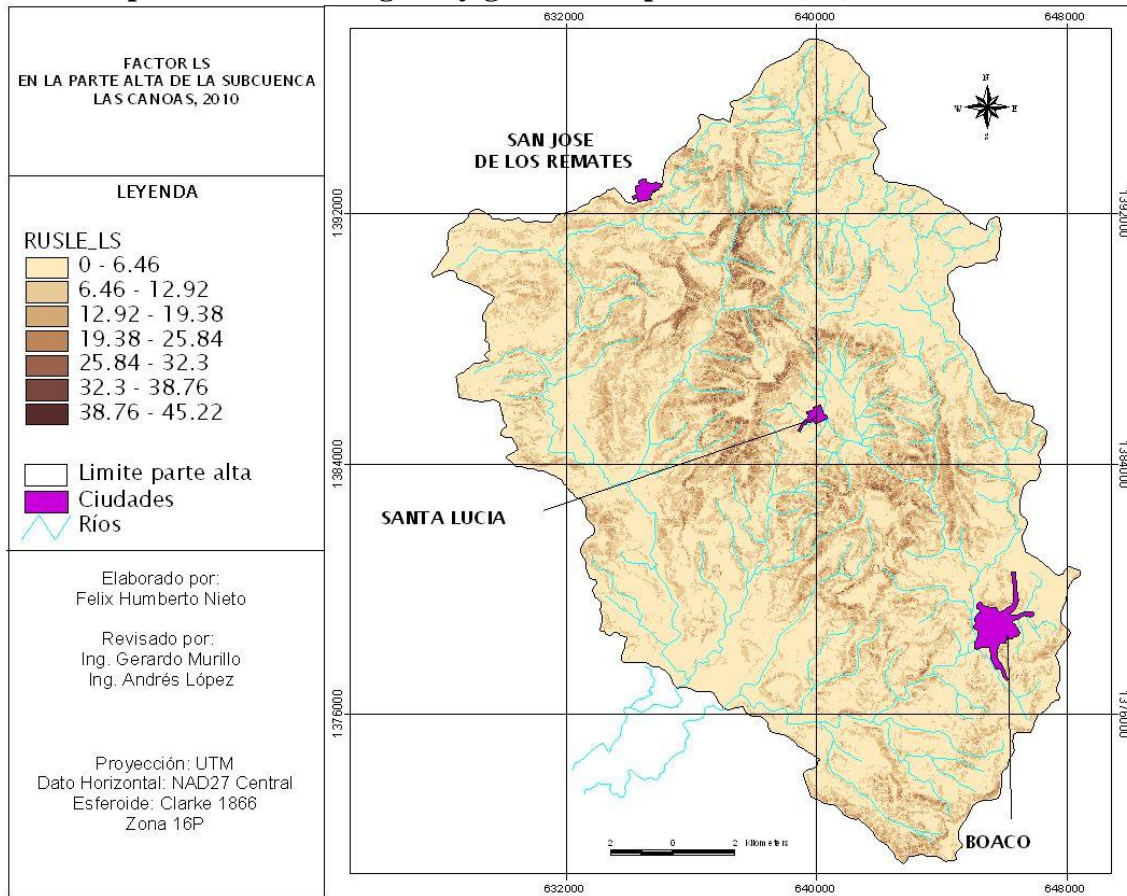 FACTOR LS
EN LA PARTE ALTA DE LA SUBCUENCA
LAS CANOAS, 2010
LEYENDA
RUSLE_LS
0 - 6.46
6.46 - 12.92
12.92 - 19.38
19.38 - 25.84
25.84 - 32.3
32.3 - 38.76
38.76 - 45.22
Limite parte alta
Ciudades
Ríos
Elaborado por:
Felix Humberto Nieto
Revisado por:
Ing. Gerardo Murillo
Ing. Andrés López
Proyección: UTM
Dato Horizontal: NAD27 Central
Esferoide: Clarke 1866
Zona 16P
632000
640000
648000
N
W E
S
SAN JOSE
DE LOS REMATES
1392000
1392000
1384000
1384000
SANTA LUCIA
1376000
1376000
BOACO
2 0 2 Kilometers
632000
640000
648000